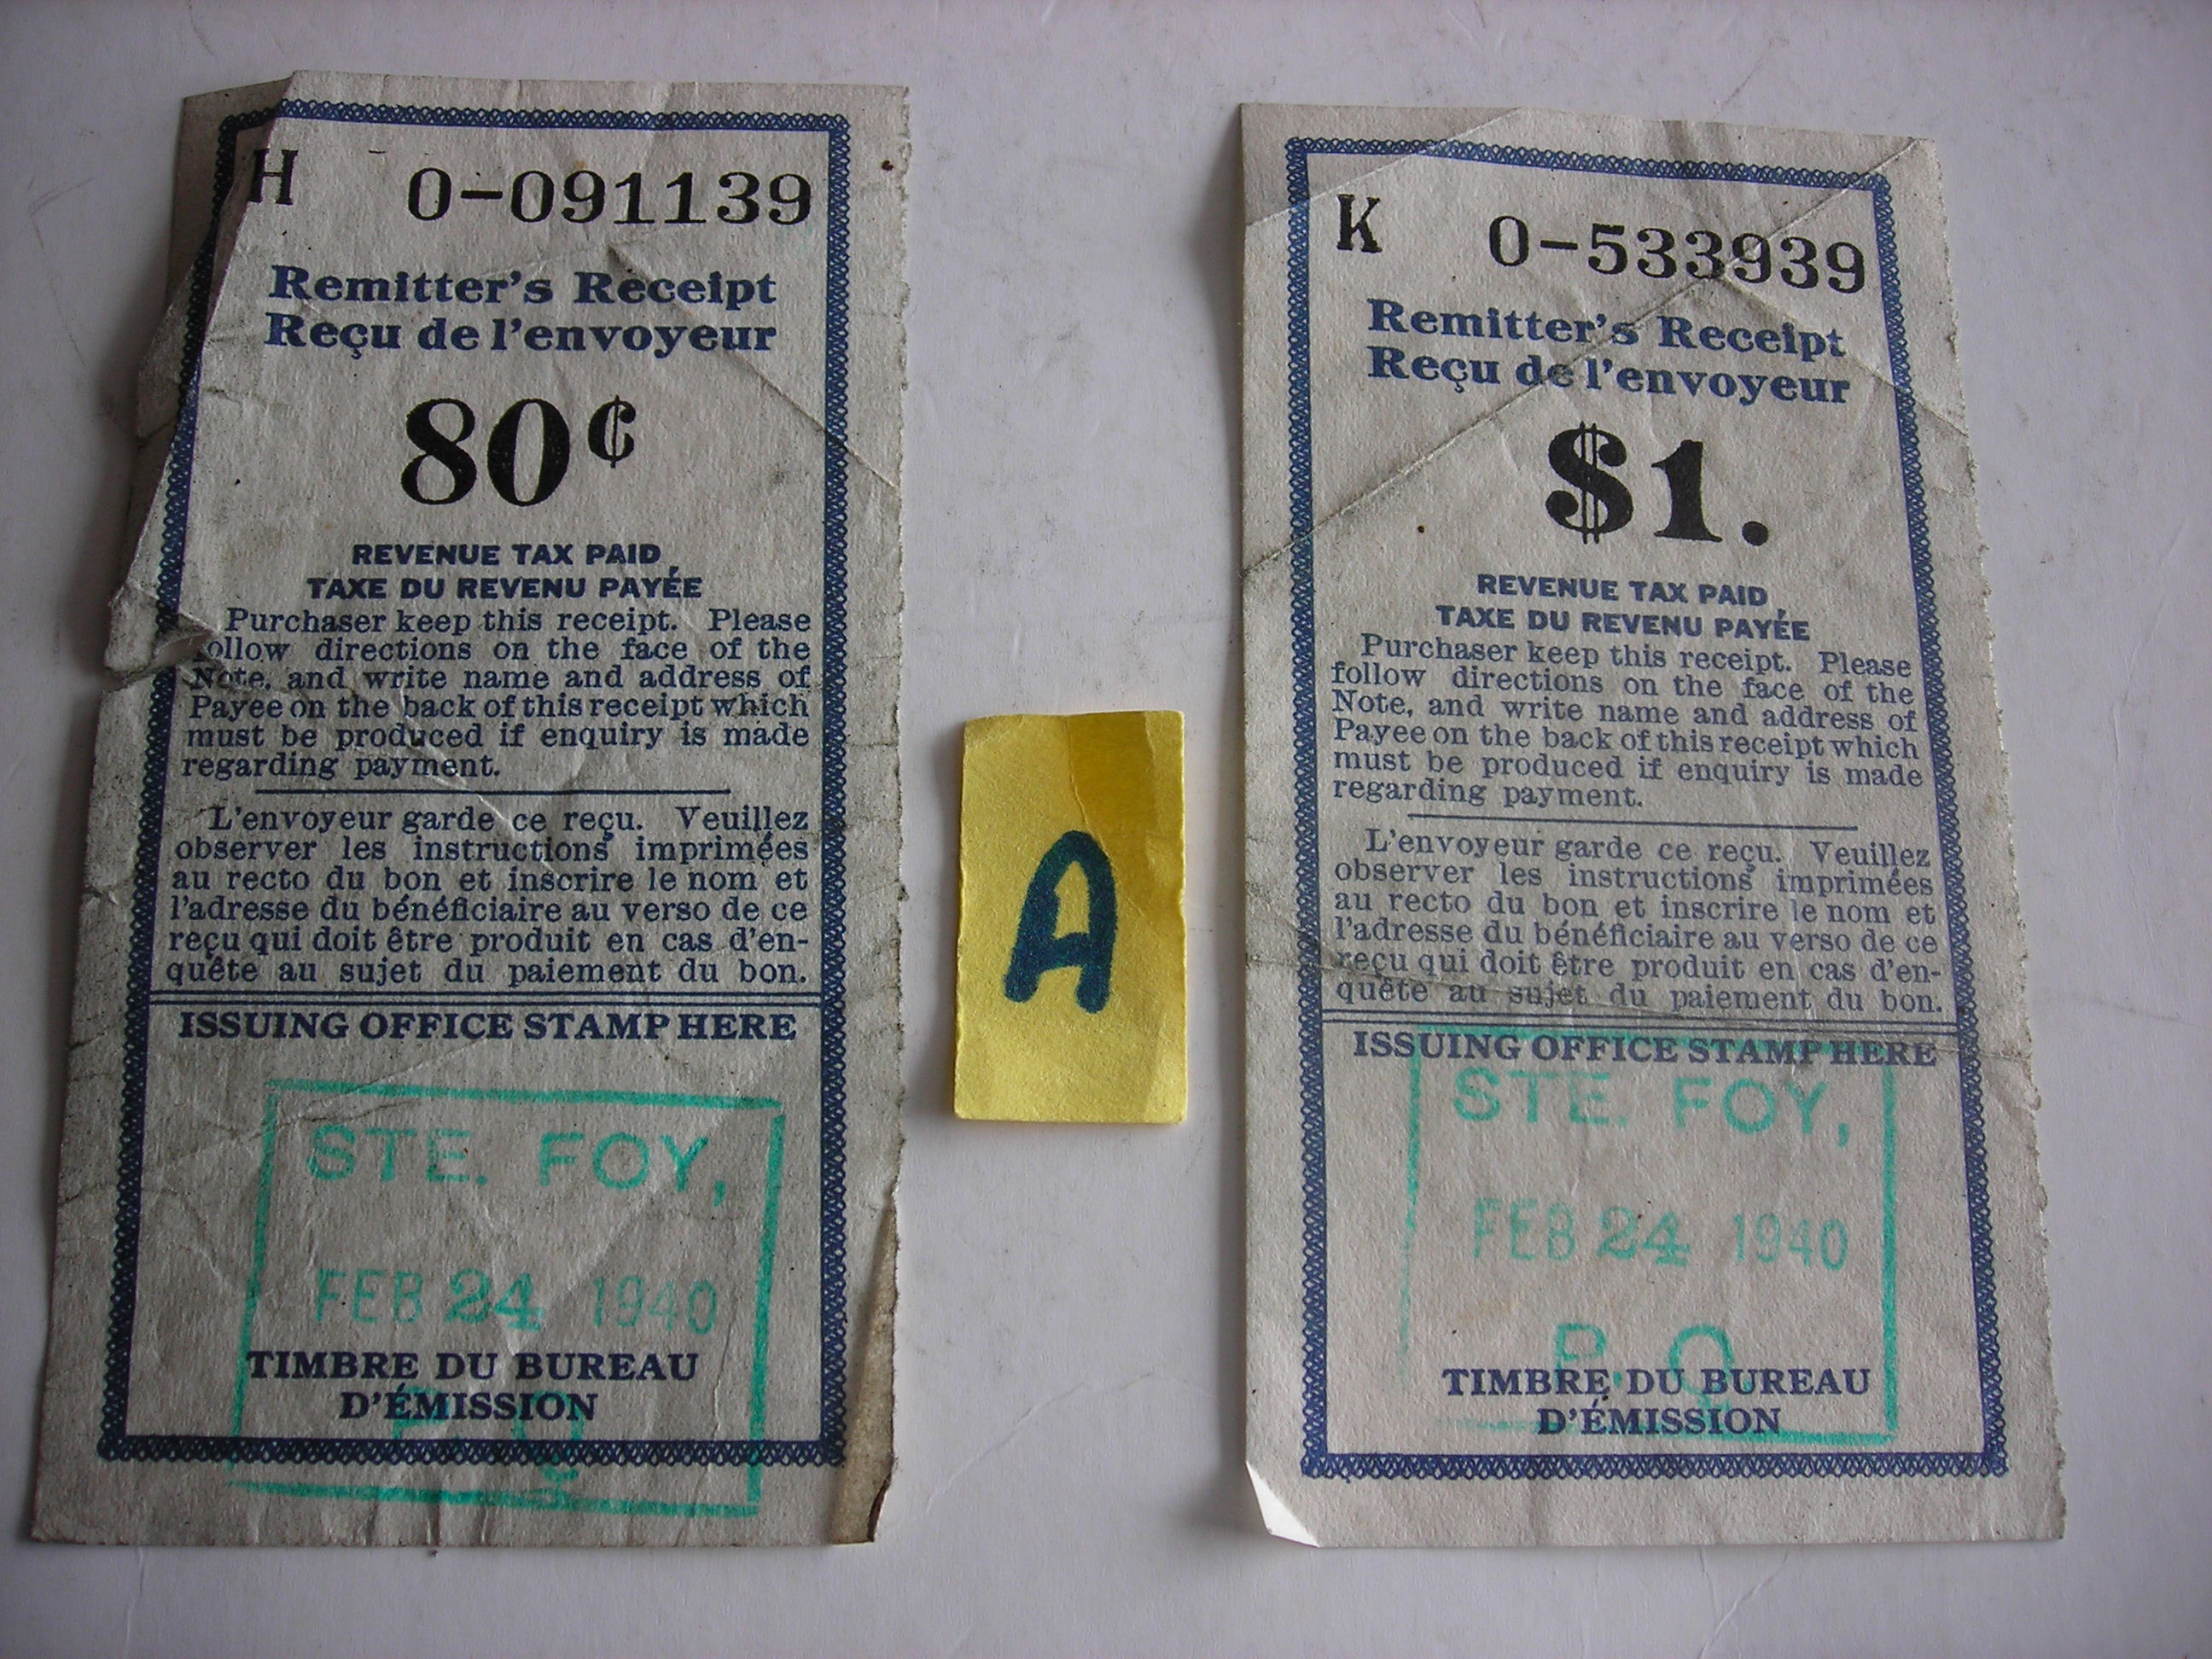 H 0-091139
Remitter's Receipt
Reçu de l'envoyeur
80¢
REVENUE TAX PAID
TAXE DU REVENU PAYÉE
Purchaser keep this receipt. Please
ollow directions on the face of the
Note, and write name and address of
Payee on the back of this receipt which
must be produced if enquiry is made
regarding payment.
L'envoyeur garde ce reçu. Veuillez
observer les instructions imprimées
au recto du bon et inscrire le nom et
l'adresse du bénéficiaire au verso de ce
reçu qui doit être produit en cas d'en-
quête au sujet du paiement du bon.
ISSUING OFFICE STAMP HERE
STE. FOY,
FEB 24 1940
TIMBRE DU BUREAU
D'ÉMISSION
P. Q.
A
K 0-533939
Remitter's Receipt
Reçu de l'envoyeur
$1.
REVENUE TAX PAID
TAXE DU REVENU PAYÉE
Purchaser keep this receipt. Please
follow directions on the face of the
Note, and write name and address of
Payee on the back of this receipt which
must be produced if enquiry is made
regarding payment.
L'envoyeur garde ce reçu. Veuillez
observer les instructions imprimées
au recto du bon et inscrire le nom et
l'adresse du bénéficiaire au verso de ce
reçu qui doit être produit en cas d'en-
quête au sujet du paiement du bon.
ISSUING OFFICE STAMP HERE
STE. FOY,
FEB 24 1940
P. Q.
TIMBRE DU BUREAU
D'ÉMISSION